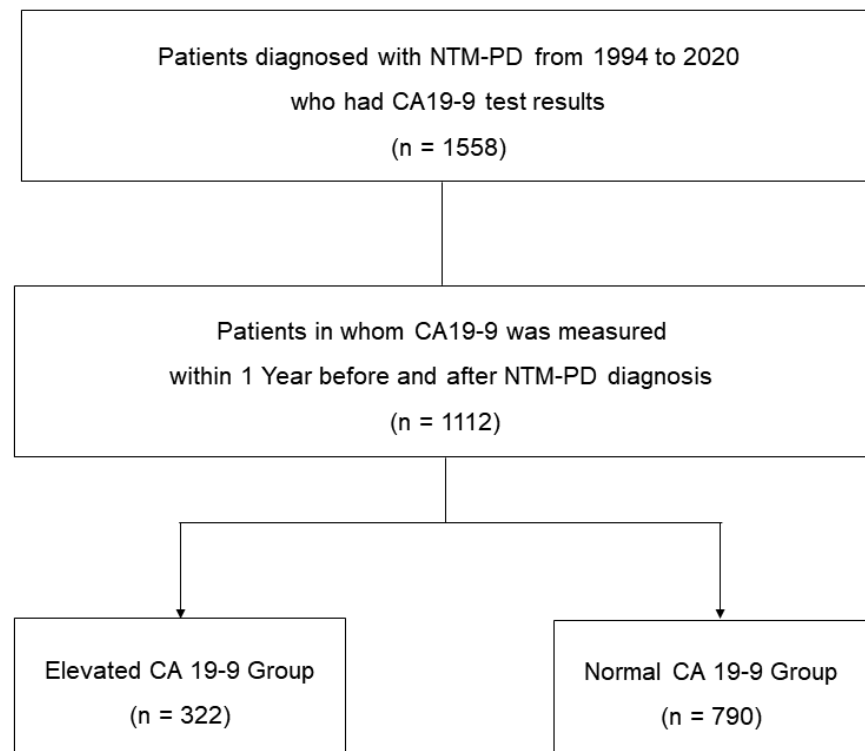 Patients diagnosed with NTM-PD from 1994 to 2020
who had CA19-9 test results
(n = 1558)
Patients in whom CA19-9 was measured
within 1 Year before and after NTM-PD diagnosis
(n = 1112)
Elevated CA 19-9 Group
(n = 322)
Normal CA 19-9 Group
(n = 790)